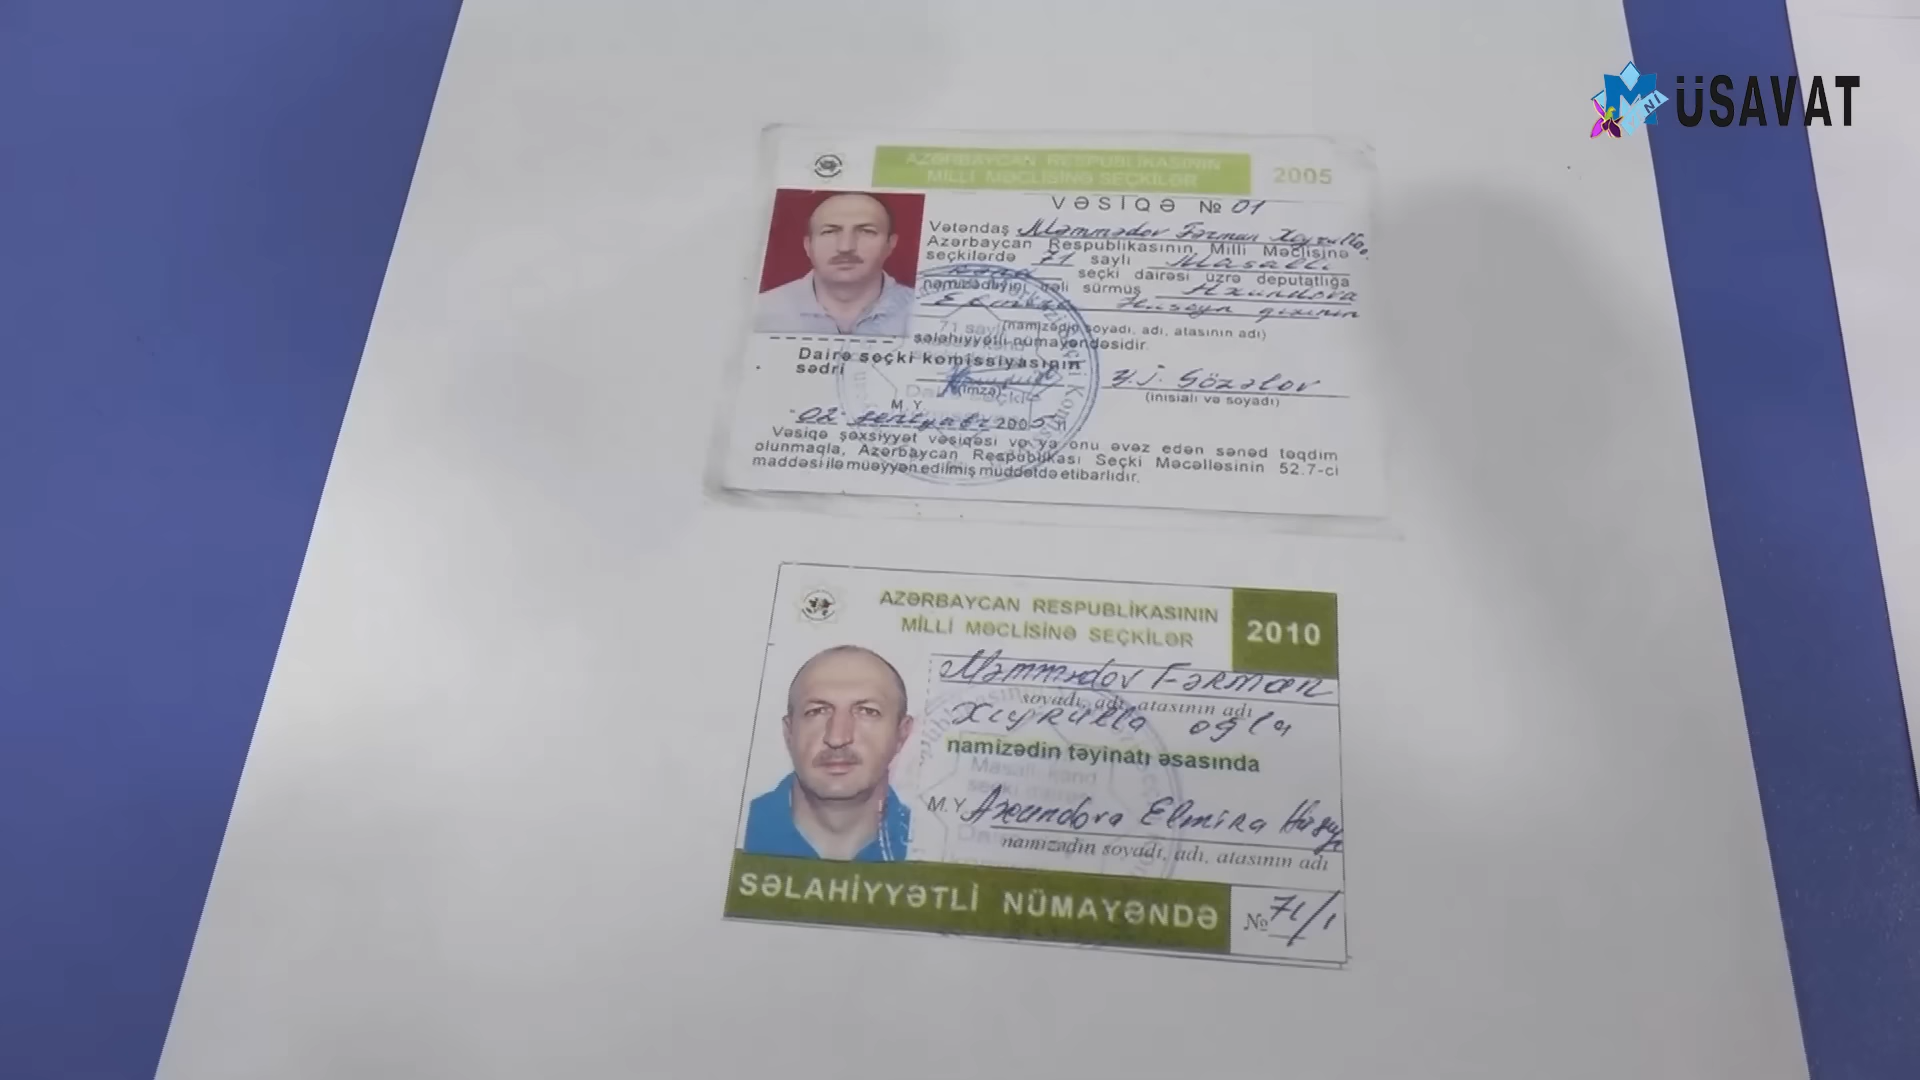 MÜSAVAT
AZƏRBAYCAN RESPUBLİKASININ
MİLLİ MƏCLİSİNƏ SEÇKİLƏR
2005
VƏSİQƏ № 01
Vətəndaş Məmmədov Fərman
Azərbaycan Respublikasının Milli Məclisinə
seçkilərdə 71 saylı Masallı
kənd seçki dairəsi üzrə deputatlığa
namizədliyini irəli sürmüş Axundova
Elmira Hüseyn qızının
(namizədin soyadı, adı, atasının adı)
səlahiyyətli nümayəndəsidir.
Dairə seçki komissiyasının
sədri
(imza)
Y.İ. Gözəlov
(inisialı və soyadı)
M.Y.
"02" sentyabr 2005 il
Vəsiqə şəxsiyyət vəsiqəsi və ya onu əvəz edən sənəd təqdim
olunmaqla, Azərbaycan Respublikası Seçki Məcəlləsinin 52.7-ci
maddəsi ilə müəyyən edilmiş müddətdə etibarlıdır.
AZƏRBAYCAN RESPUBLİKASININ
MİLLİ MƏCLİSİNƏ SEÇKİLƏR
2010
Məmmədov Fərman
soyadı, adı, atasının adı
Xeyrulla oğlu
namizədin təyinatı əsasında
M.Y. Axundova Elmira
namizədin soyadı, adı, atasının adı
SƏLAHİYYƏTLİ NÜMAYƏNDƏ
№ 71/1